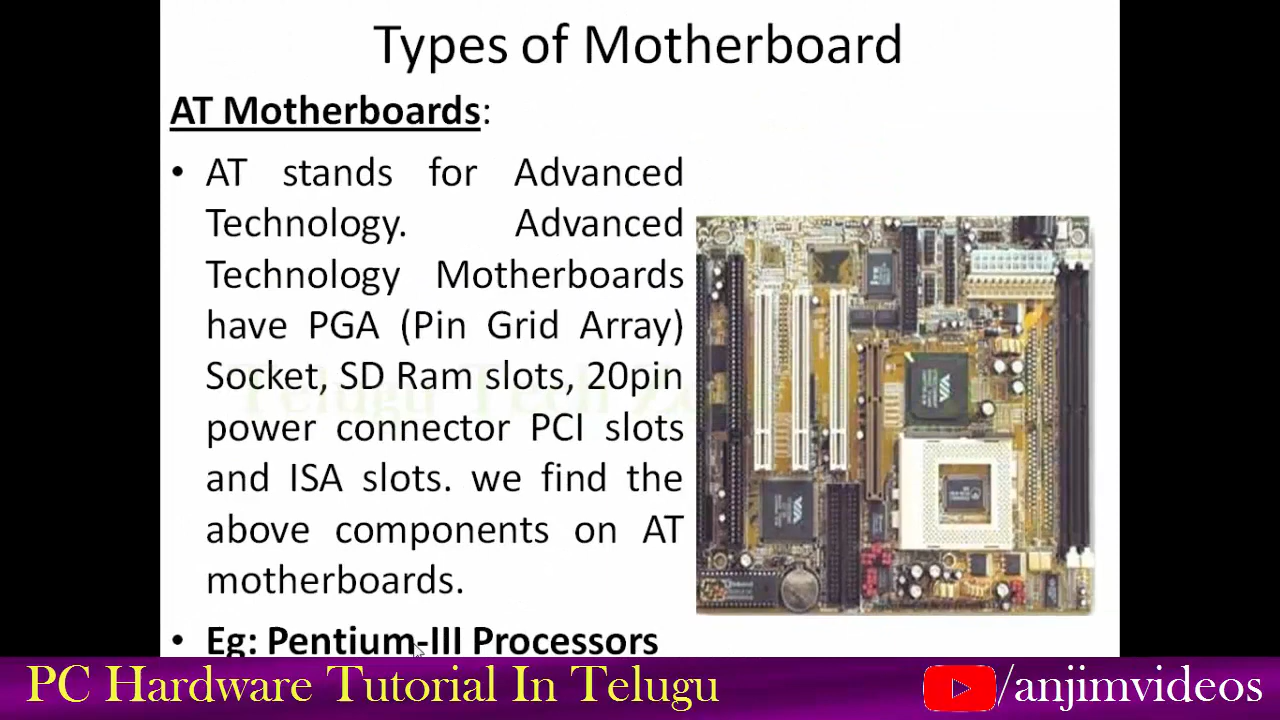 Types of Motherboard
AT Motherboards:
• AT stands for Advanced
Technology. Advanced
Technology Motherboards
have PGA (Pin Grid Array)
Socket, SD Ram slots, 20pin
power connector PCI slots
and ISA slots. we find the
above components on AT
motherboards.
• Eg: Pentium-III Processors
VIA
VIA
PC Hardware Tutorial In Telugu
/anjimvideos